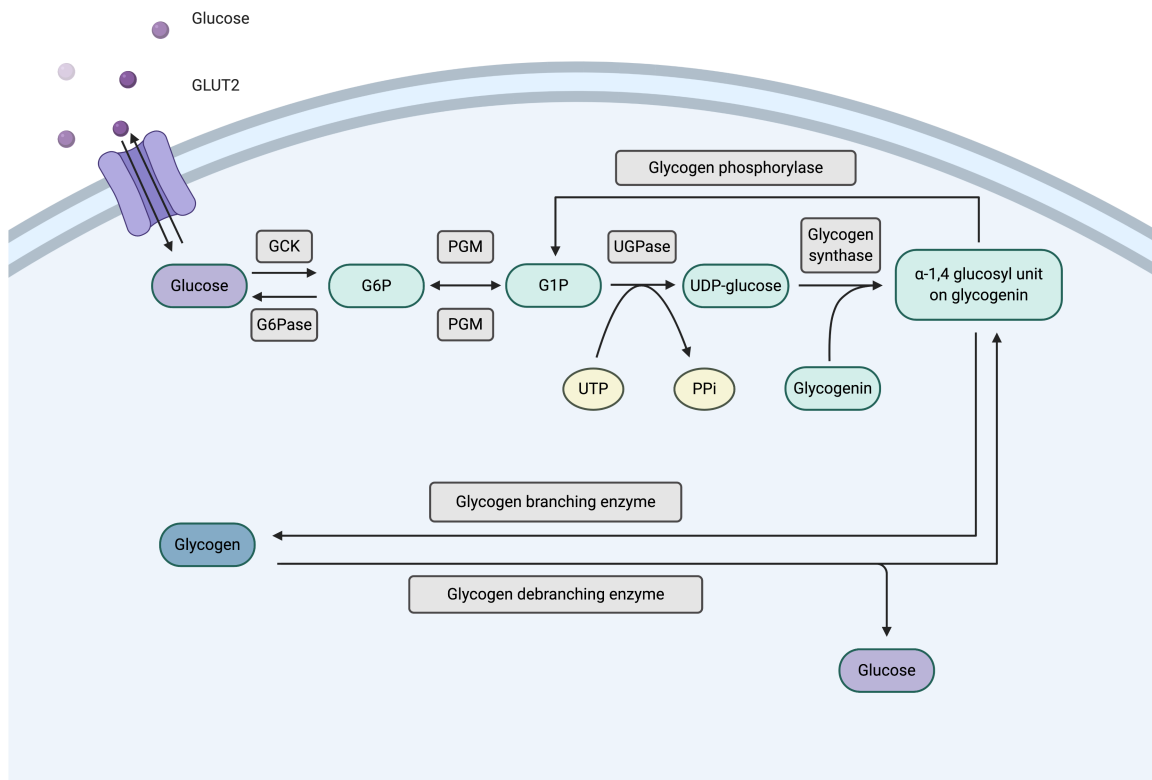 Glucose
GLUT2
Glycogen phosphorylase
GCK
PGM
UGPase
Glycogen
synthase
Glucose
G6P
G1P
UDP-glucose
α-1,4 glucosyl unit
on glycogenin
G6Pase
PGM
UTP
PPi
Glycogenin
Glycogen branching enzyme
Glycogen
Glycogen debranching enzyme
Glucose